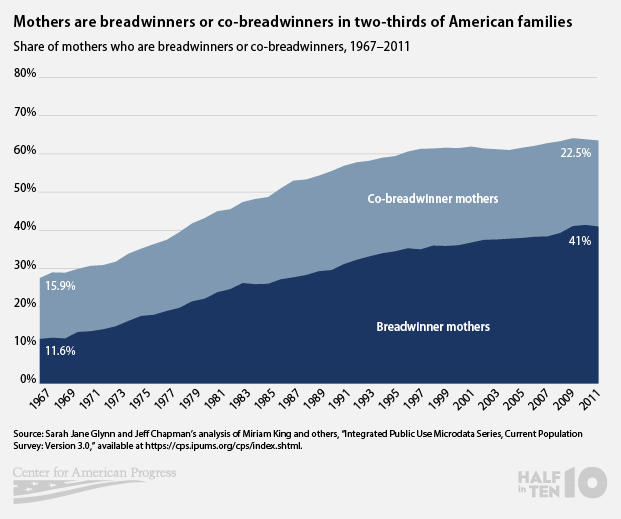 Mothers are breadwinners or co-breadwinners in two-thirds of American families
Share of mothers who are breadwinners or co-breadwinners, 1967–2011
80%
70%
60%
50%
40%
30%
20%
10%
0%
22.5%
Co-breadwinner mothers
41%
15.9%
Breadwinner mothers
11.6%
1967 1969 1971 1973 1975 1977 1979 1981 1983 1985 1987 1989 1991 1993 1995 1997 1999 2001 2003 2005 2007 2009 2011
Source: Sarah Jane Glynn and Jeff Chapman's analysis of Miriam King and others, “Integrated Public Use Microdata Series, Current Population
Survey: Version 3.0,” available at https://cps.ipums.org/cps/index.shtml.
Center for American Progress
HALF
in TEN 10